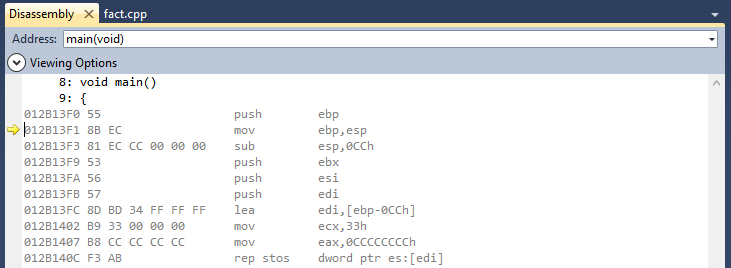 Disassembly fact.cpp
Address: main(void)
Viewing Options
8: void main()
9: {
012B13F0 55 push ebp
012B13F1 8B EC mov ebp,esp
012B13F3 81 EC CC 00 00 00 sub esp,0CCh
012B13F9 53 push ebx
012B13FA 56 push esi
012B13FB 57 push edi
012B13FC 8D BD 34 FF FF FF lea edi,[ebp-0CCh]
012B1402 B9 33 00 00 00 mov ecx,33h
012B1407 B8 CC CC CC CC mov eax,0CCCCCCCCh
012B140C F3 AB rep stos dword ptr es:[edi]